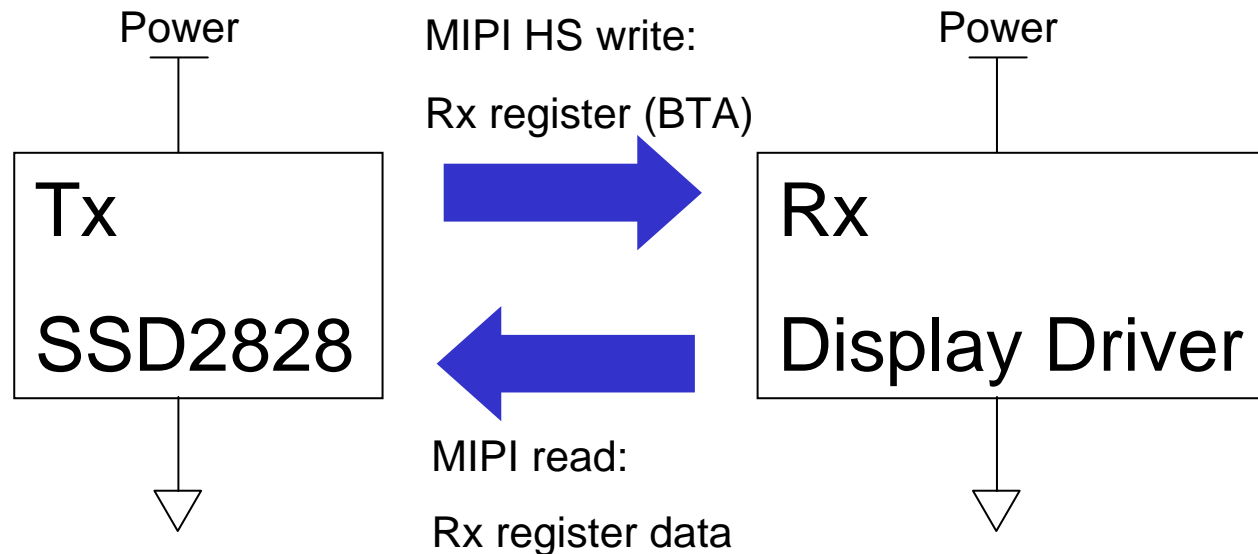 Power
MIPI HS write:
Rx register (BTA)
Power
Tx
SSD2828
Rx
Display Driver
MIPI read:
Rx register data